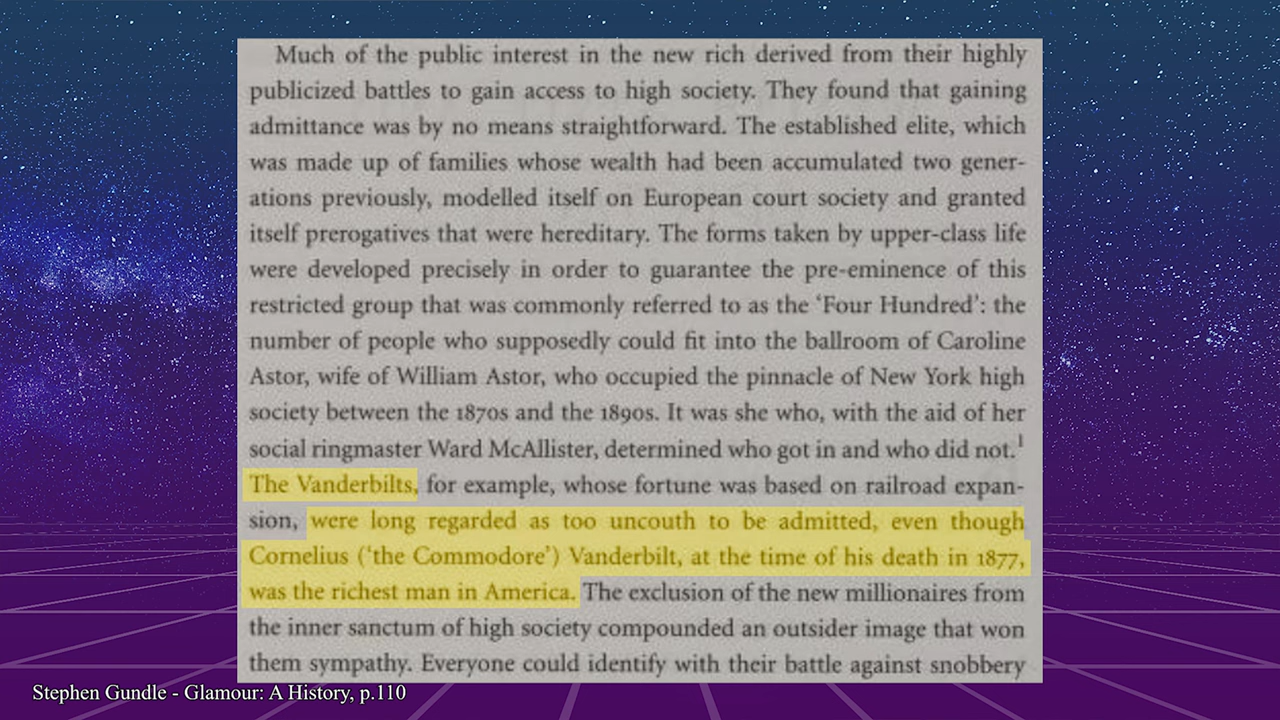 Much of the public interest in the new rich derived from their highly
publicized battles to gain access to high society. They found that gaining
admittance was by no means straightforward. The established elite, which
was made up of families whose wealth had been accumulated two gener-
ations previously, modelled itself on European court society and granted
itself prerogatives that were hereditary. The forms taken by upper-class life
were developed precisely in order to guarantee the pre-eminence of this
restricted group that was commonly referred to as the ‘Four Hundred’: the
number of people who supposedly could fit into the ballroom of Caroline
Astor, wife of William Astor, who occupied the pinnacle of New York high
society between the 1870s and the 1890s. It was she who, with the aid of her
social ringmaster Ward McAllister, determined who got in and who did not.1
The Vanderbilts, for example, whose fortune was based on railroad expan-
sion, were long regarded as too uncouth to be admitted, even though
Cornelius (‘the Commodore’) Vanderbilt, at the time of his death in 1877,
was the richest man in America. The exclusion of the new millionaires from
the inner sanctum of high society compounded an outsider image that won
them sympathy. Everyone could identify with their battle against snobbery
Stephen Gundle - Glamour: A History, p.110